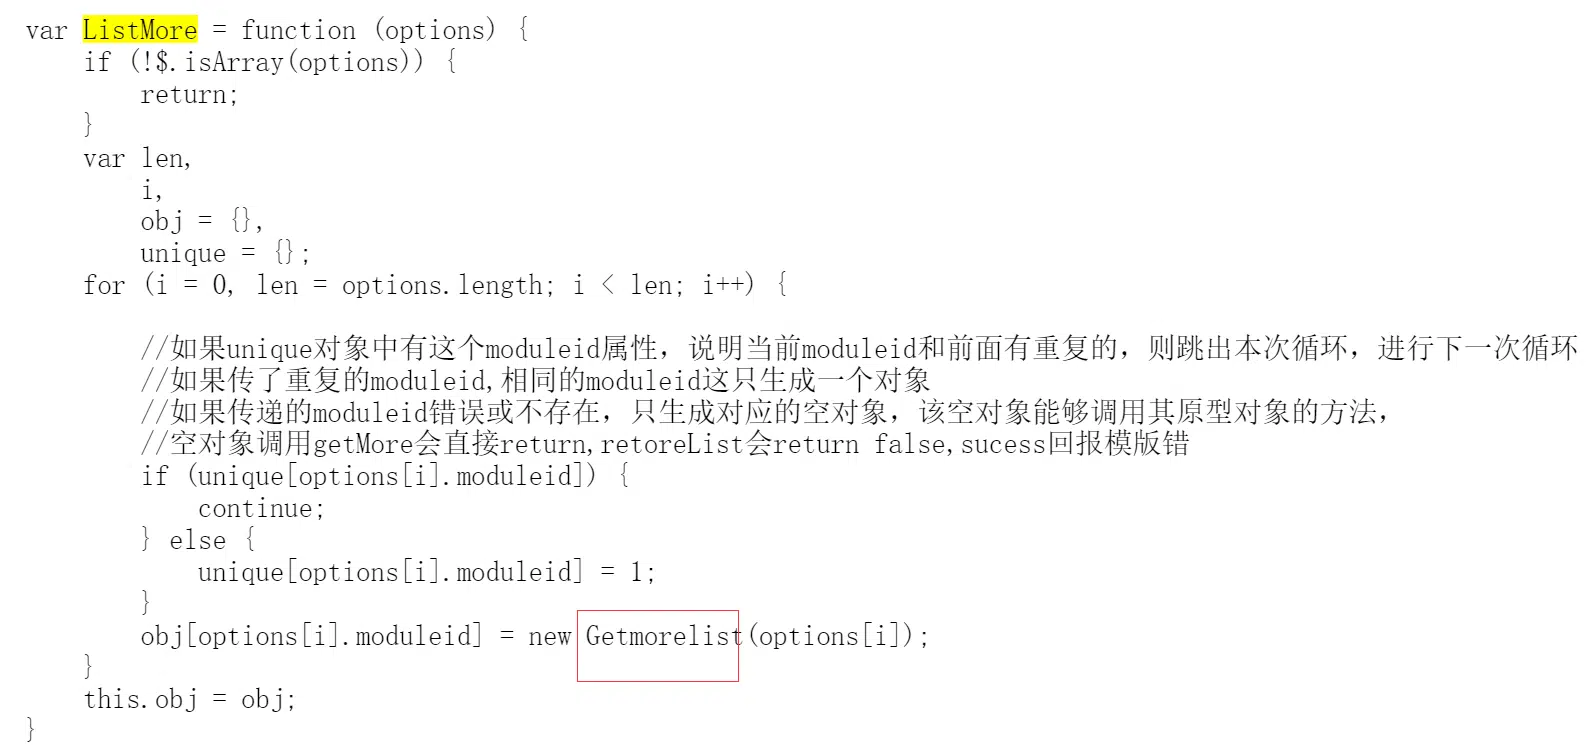 var ListMore = function (options) {
if (!$.isArray(options)) {
return;
}
var len,
i,
obj = {},
unique = {};
for (i = 0, len = options.length; i < len; i++) {
//如果unique对象中有这个moduleid属性，说明当前moduleid和前面有重复的，则跳出本次循环，进行下一次循环
//如果传了重复的moduleid,相同的moduleid这只生成一个对象
//如果传递的moduleid错误或不存在，只生成对应的空对象，该空对象能够调用其原型对象的方法，
//空对象调用getMore会直接return,retoreList会return false,sucess回报模版错
if (unique[options[i].moduleid]) {
continue;
} else {
unique[options[i].moduleid] = 1;
}
obj[options[i].moduleid] = new Getmorelist(options[i]);
}
this.obj = obj;
}